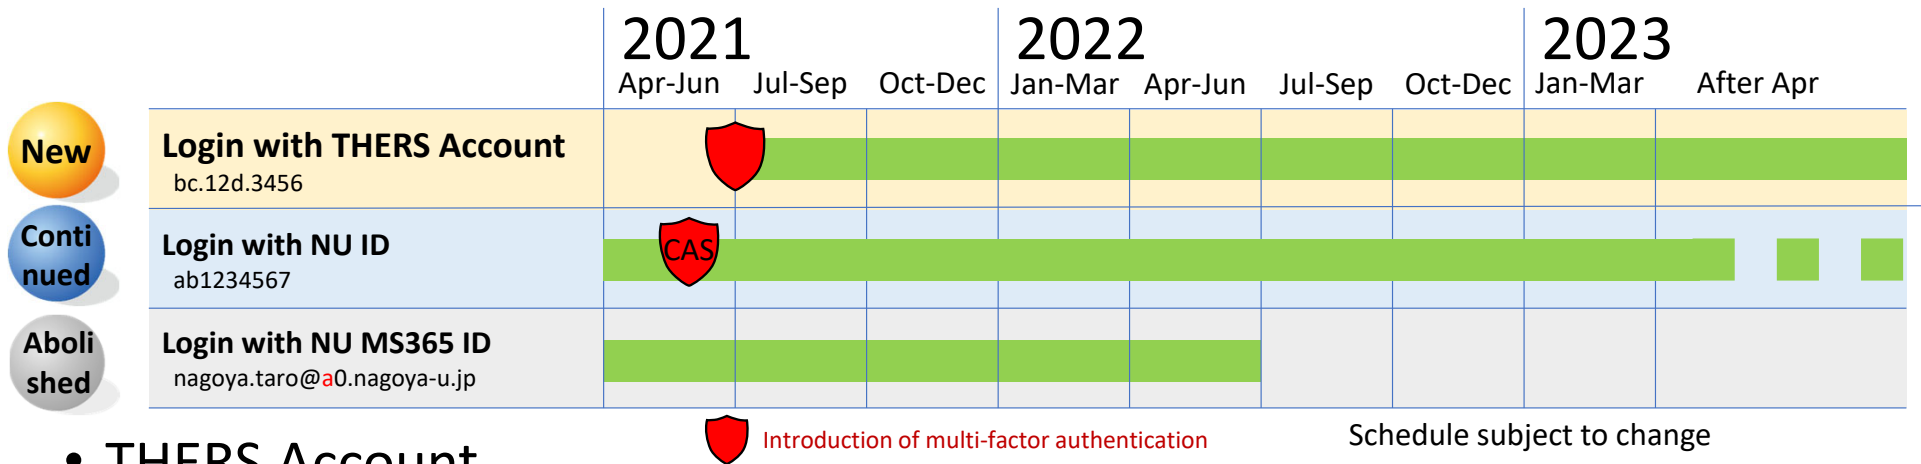 2021 2022 2023
Apr-Jun Jul-Sep Oct-Dec Jan-Mar Apr-Jun Jul-Sep Oct-Dec Jan-Mar After Apr
New
Login with THERS Account
bc.12d.3456
Conti
nued
Login with NU ID
ab1234567
CAS
Aboli
shed
Login with NU MS365 ID
nagoya.taro@a0.nagoya-u.jp
Introduction of multi-factor authentication
Schedule subject to change
• THERS Account